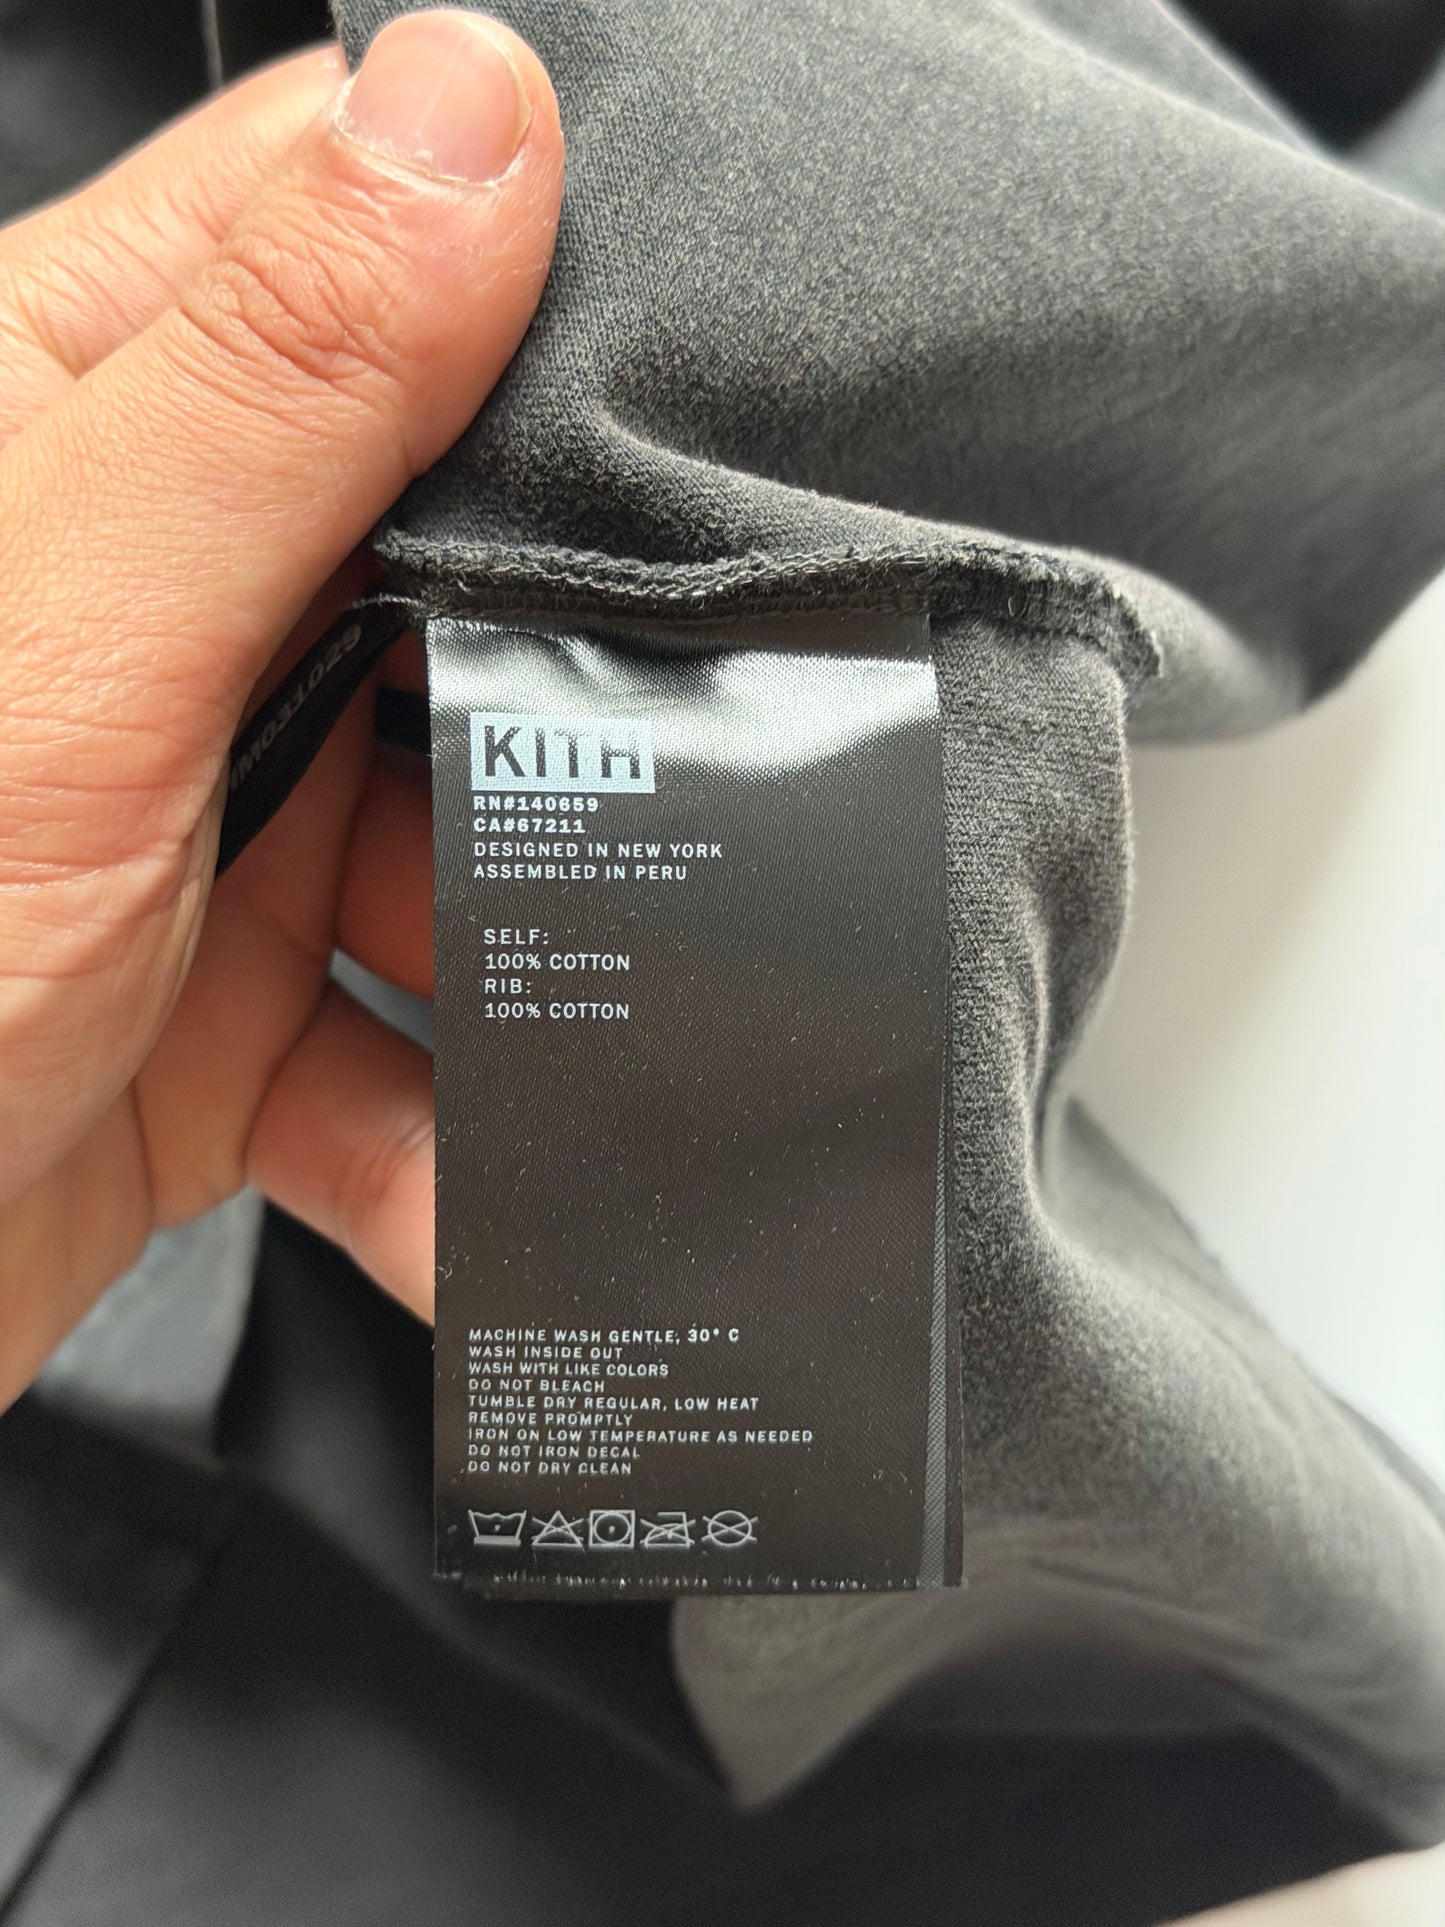 KITH
RN#140659
CA#67211
DESIGNED IN NEW YORK
ASSEMBLED IN PERU
SELF:
100% COTTON
RIB:
100% COTTON
MACHINE WASH GENTLE, 30° C
WASH INSIDE OUT
WASH WITH LIKE COLORS
DO NOT BLEACH
TUMBLE DRY REGULAR, LOW HEAT
REMOVE PROMPTLY
IRON ON LOW TEMPERATURE AS NEEDED
DO NOT IRON DECAL
DO NOT DRY CLEAN